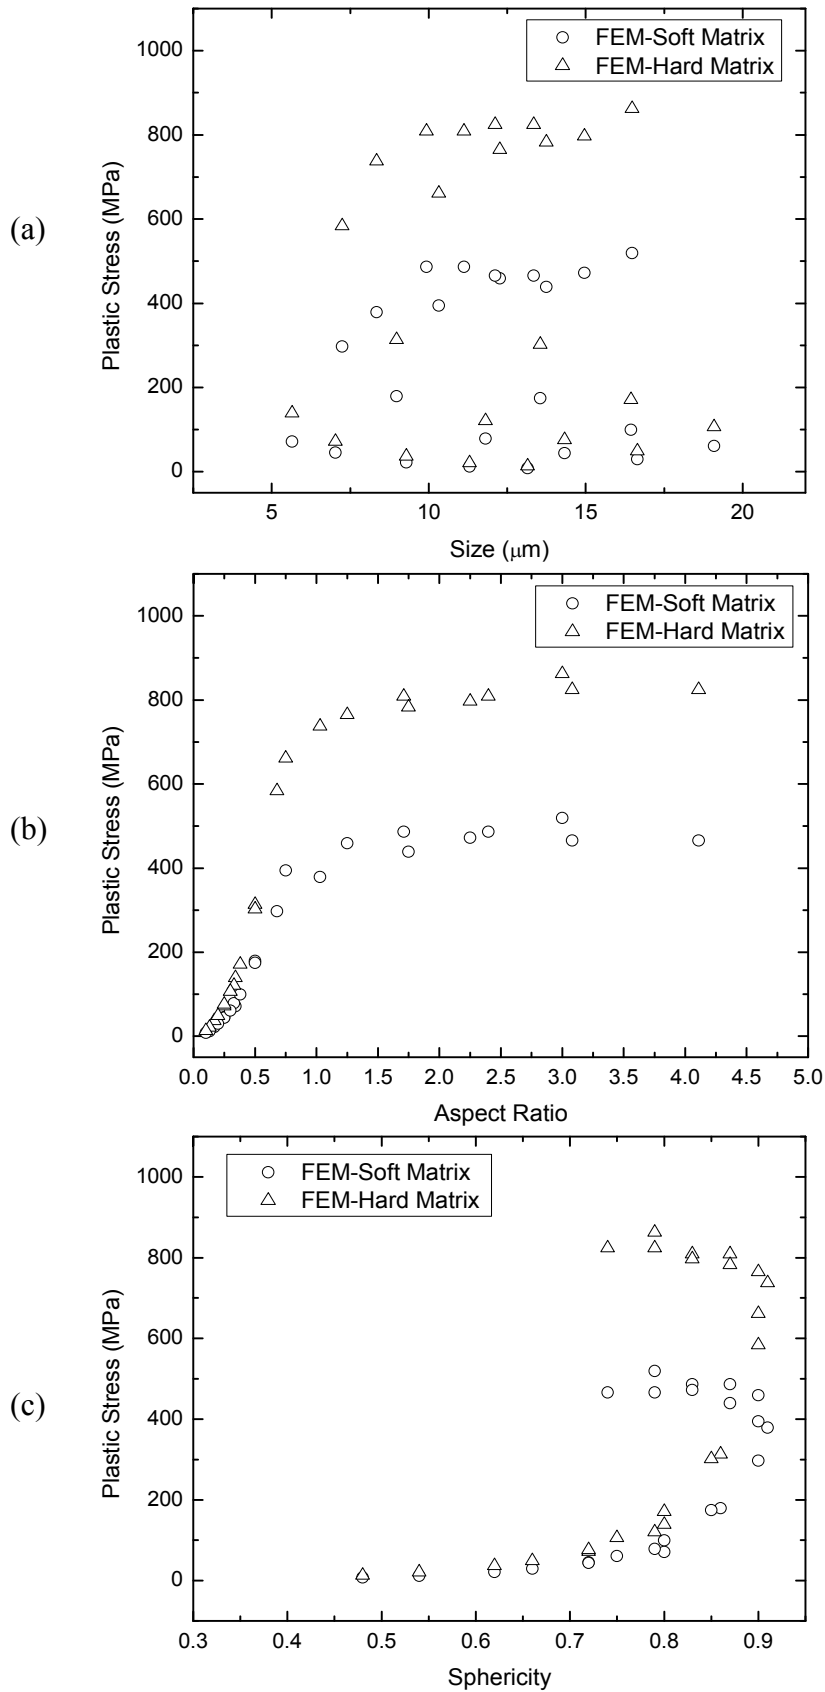 (a)
Plastic Stress (MPa)
1000
800
600
400
200
0
FEM-Soft Matrix
FEM-Hard Matrix
5 10 15 20
Size (μm)
(b)
Plastic Stress (MPa)
1000
800
600
400
200
0
FEM-Soft Matrix
FEM-Hard Matrix
0.0 0.5 1.0 1.5 2.0 2.5 3.0 3.5 4.0 4.5 5.0
Aspect Ratio
(c)
Plastic Stress (MPa)
1000
800
600
400
200
0
FEM-Soft Matrix
FEM-Hard Matrix
0.3 0.4 0.5 0.6 0.7 0.8 0.9
Sphericity